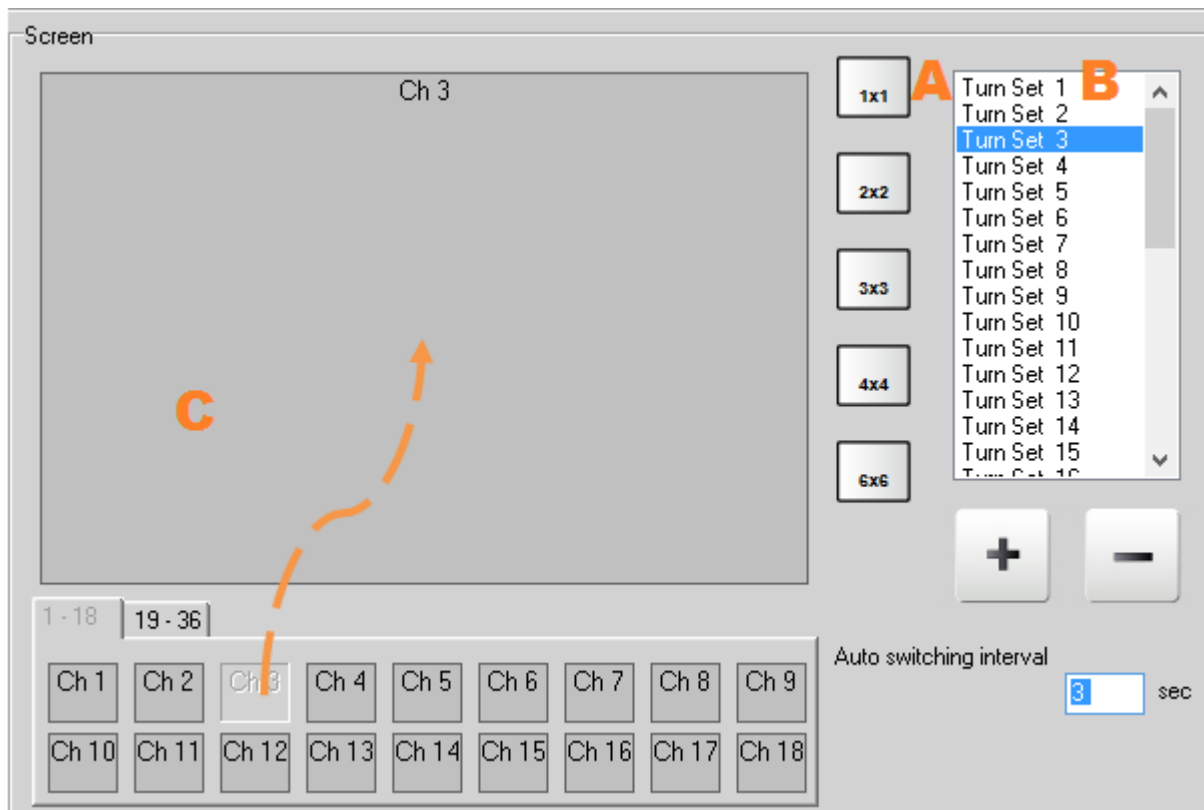 Screen
Ch 3
C
1x1
2x2
3x3
4x4
6x6
A
B
Turn Set 1
Turn Set 2
Turn Set 3
Turn Set 4
Turn Set 5
Turn Set 6
Turn Set 7
Turn Set 8
Turn Set 9
Turn Set 10
Turn Set 11
Turn Set 12
Turn Set 13
Turn Set 14
Turn Set 15
Turn Set 16
+
−
1 - 18 19 - 36
Ch 1 Ch 2 Ch 3 Ch 4 Ch 5 Ch 6 Ch 7 Ch 8 Ch 9
Ch 10 Ch 11 Ch 12 Ch 13 Ch 14 Ch 15 Ch 16 Ch 17 Ch 18
Auto switching interval
3 sec